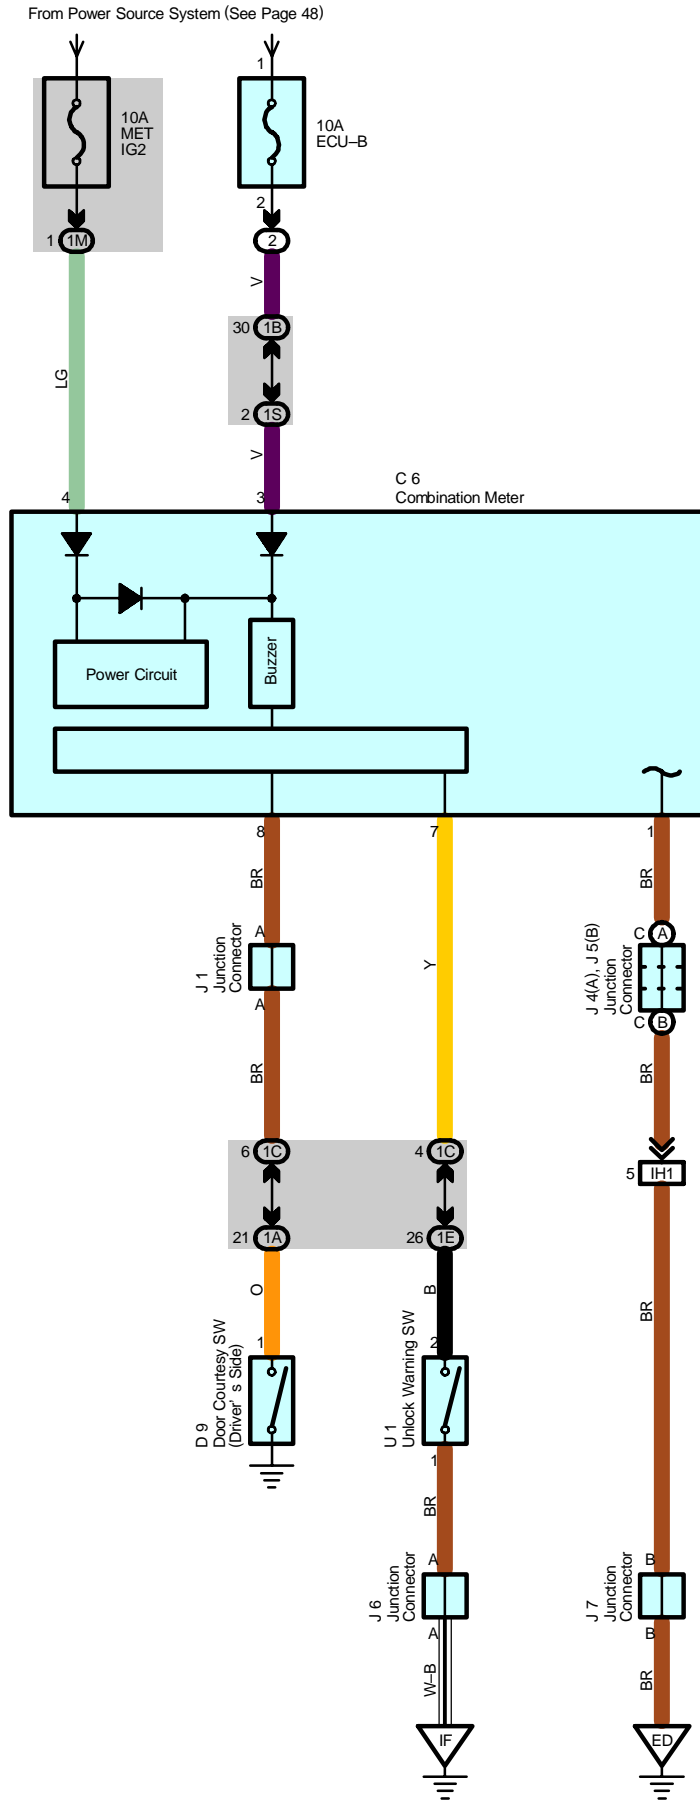 From Power Source System (See Page 48)
10A
MET
IG2
1
10A
ECU–B
2
1
1M
2
V
30
1B
LG
2
1S
V
4
3
C 6
Combination Meter
Power Circuit
Buzzer
8
7
1
BR
BR
A
J 1
Junction
Connector
A
Y
C
A
J 4(A), J 5(B)
Junction
Connector
C
B
BR
BR
6
1C
4
1C
5
IH1
21
1A
26
1E
O
B
BR
1
D 9
Door Courtesy SW
(Driver' s Side)
2
U 1
Unlock Warning SW
1
BR
A
J 6
Junction
Connector
A
B
J 7
Junction
Connector
B
W–B
BR
IF
ED